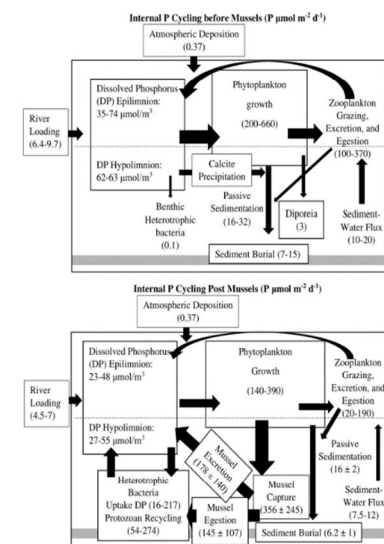 Internal P Cycling before Mussels (P μmol m⁻² d⁻¹)
Atmospheric Deposition
(0.37)
River
Loading
(6.4-9.7)
Dissolved Phosphorus
(DP) Epilimnion:
35-74 μmol/m³
DP Hypolimnion:
62-63 μmol/m³
Phytoplankton
growth
(200-660)
Zooplankton
Grazing,
Excretion, and
Egestion
(100-370)
Calcite
Precipitation
Benthic
Heterotrophic
bacteria
(0.1)
Passive
Sedimentation
(16-32)
Diporeia
(3)
Sediment-
Water Flux
(10-20)
Sediment Burial (7-15)
Internal P Cycling Post Mussels (P μmol m⁻² d⁻¹)
Atmospheric Deposition
(0.37)
River
Loading
(4.5-7)
Dissolved Phosphorus
(DP) Epilimnion:
23-48 μmol/m³
DP Hypolimnion:
27-55 μmol/m³
Phytoplankton
Growth
(140-390)
Zooplankton
Grazing,
Excretion, and
Egestion
(20-190)
Mussel
Excretion
(178 ± 140)
Passive
Sedimentation
(16 ± 2)
Heterotrophic
Bacteria
Uptake DP (16-217)
Protozoan Recycling
(54-274)
Mussel
Egestion
(145 ± 107)
Mussel
Capture
(356 ± 245)
Sediment-
Water Flux
(7.5-12)
Sediment Burial (6.2 ± 1)